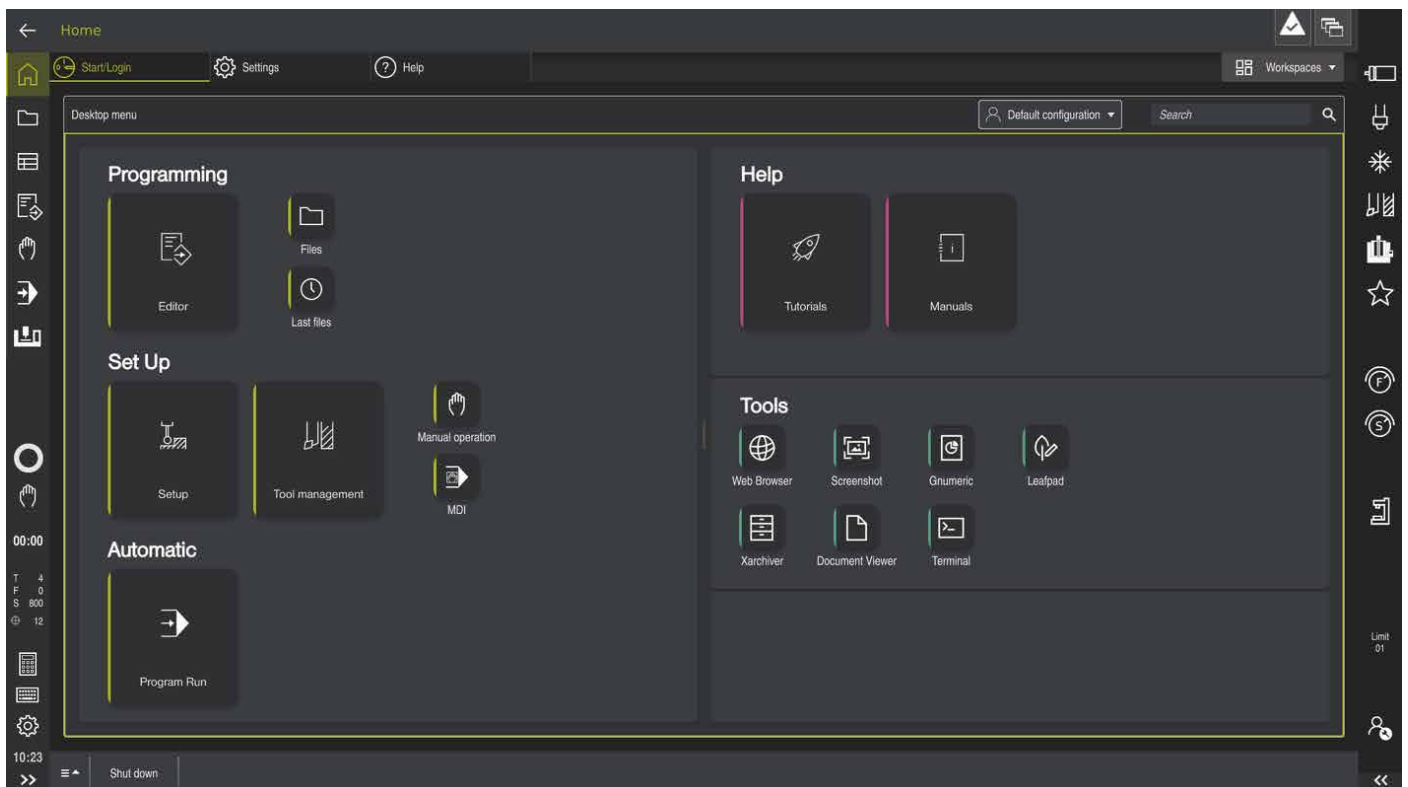 Home
Start/Login
Settings
Help
Workspaces
Desktop menu
Default configuration
Search
Programming
Editor
Files
Last files
Set Up
Setup
Tool management
Manual operation
MDI
Automatic
Program Run
Help
Tutorials
Manuals
Tools
Web Browser
Screenshot
Gnumeric
Leafpad
Xarchiver
Document Viewer
Terminal
00:00
T 4
F 0
S 800
12
10:23
Shut down
F
S
Limit
01